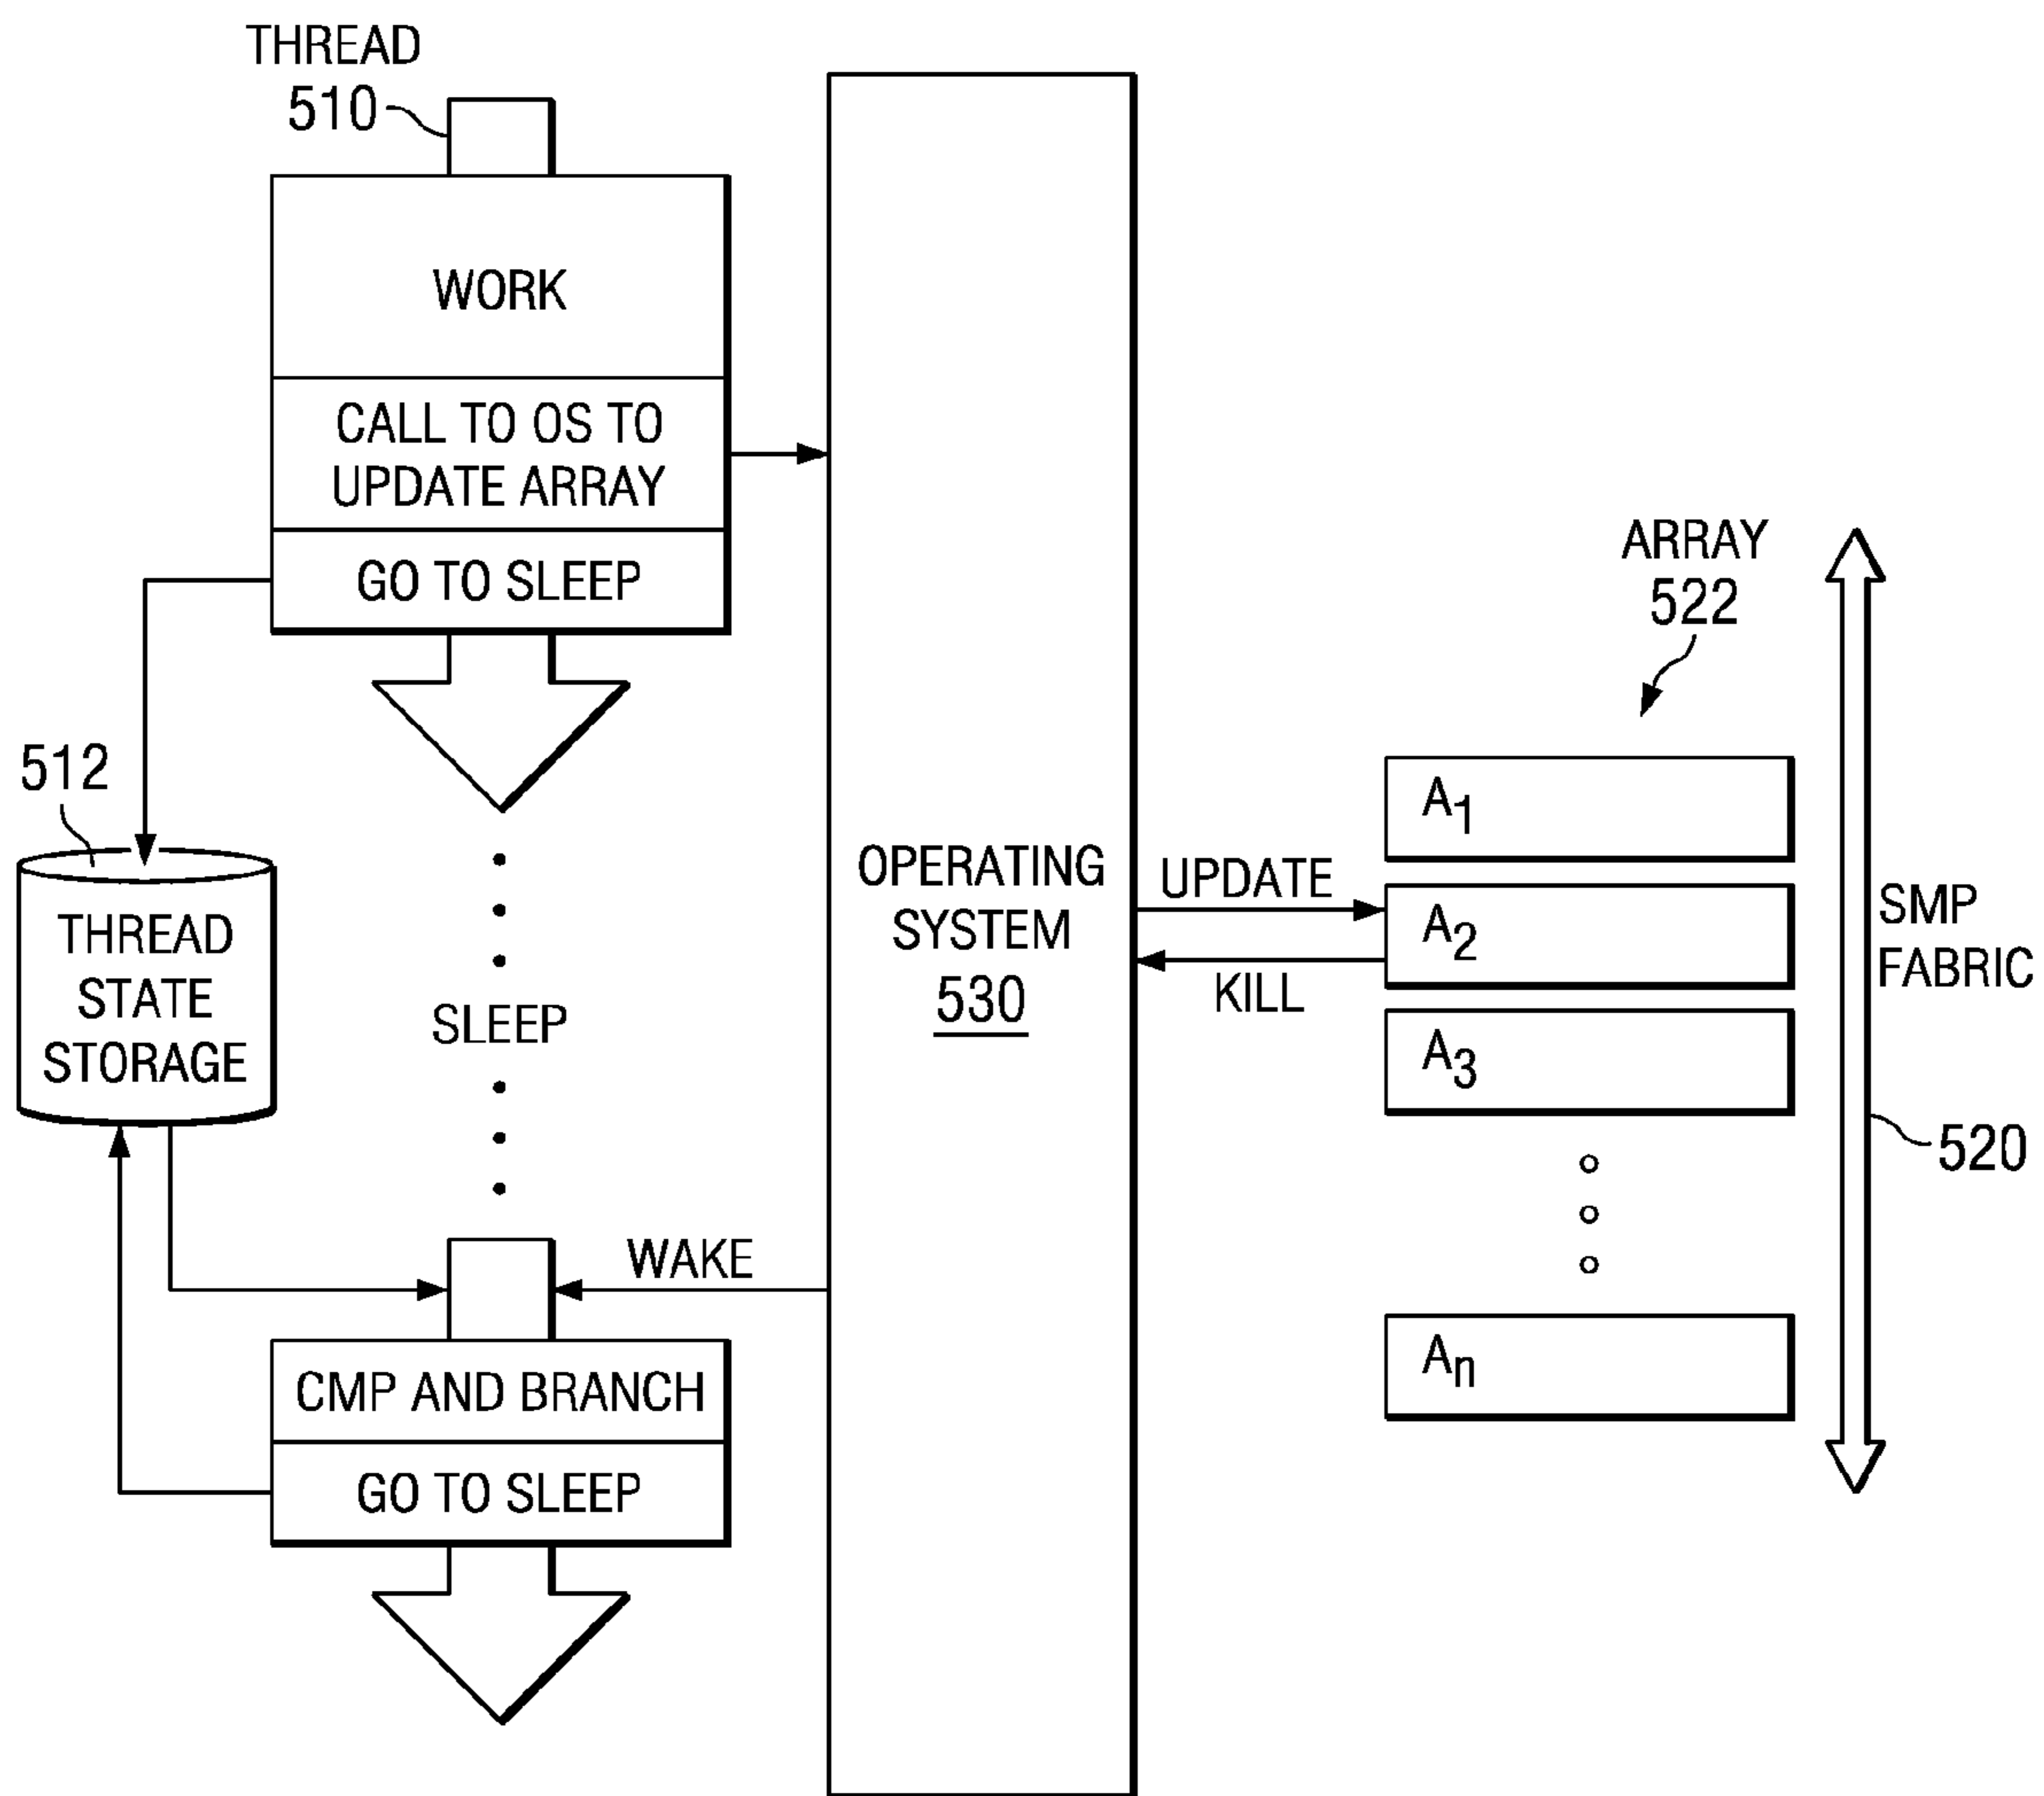 THREAD
510
WORK
CALL TO OS TO
UPDATE ARRAY
GO TO SLEEP
512
THREAD
STATE
STORAGE
SLEEP
WAKE
CMP AND BRANCH
GO TO SLEEP
OPERATING
SYSTEM
530
UPDATE
KILL
ARRAY
522
A1
A2
A3
An
SMP
FABRIC
520